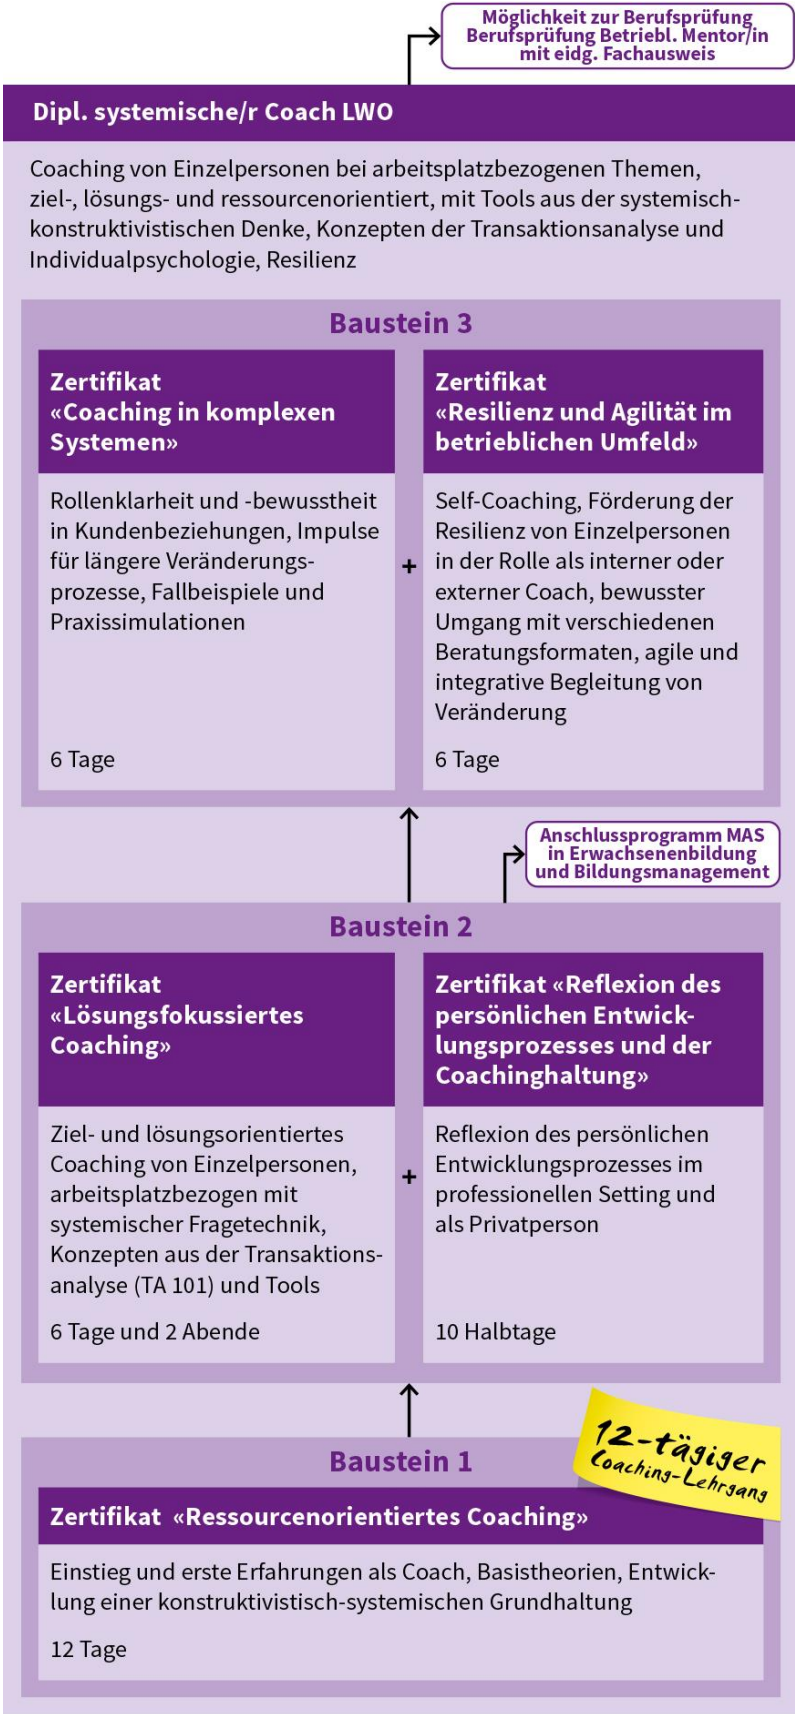 Möglichkeit zur Berufsprüfung
Berufsprüfung Betriebl. Mentor/in
mit eidg. Fachausweis
Dipl. systemische/r Coach LWO
Coaching von Einzelpersonen bei arbeitsplatzbezogenen Themen,
ziel-, lösungs- und ressourcenorientiert, mit Tools aus der systemisch-
konstruktivistischen Denke, Konzepten der Transaktionsanalyse und
Individualpsychologie, Resilienz
Baustein 3
Zertifikat
«Coaching in komplexen
Systemen»
Rollenklarheit und -bewusstheit
in Kundenbeziehungen, Impulse
für längere Veränderungs-
prozesse, Fallbeispiele und
Praxissimulationen
6 Tage
+
Zertifikat
«Resilienz und Agilität im
betrieblichen Umfeld»
Self-Coaching, Förderung der
Resilienz von Einzelpersonen
in der Rolle als interner oder
externer Coach, bewusster
Umgang mit verschiedenen
Beratungsformaten, agile und
integrative Begleitung von
Veränderung
6 Tage
Anschlussprogramm MAS
in Erwachsenenbildung
und Bildungsmanagement
Baustein 2
Zertifikat
«Lösungsfokussiertes
Coaching»
Ziel- und lösungsorientiertes
Coaching von Einzelpersonen,
arbeitsplatzbezogen mit
systemischer Fragetechnik,
Konzepten aus der Transaktions-
analyse (TA 101) und Tools
6 Tage und 2 Abende
+
Zertifikat «Reflexion des
persönlichen Entwick-
lungsprozesses und der
Coachinghaltung»
Reflexion des persönlichen
Entwicklungsprozesses im
professionellen Setting und
als Privatperson
10 Halbtage
12-tägiger
Coaching-Lehrgang
Baustein 1
Zertifikat «Ressourcenorientiertes Coaching»
Einstieg und erste Erfahrungen als Coach, Basistheorien, Entwick-
lung einer konstruktivistisch-systemischen Grundhaltung
12 Tage